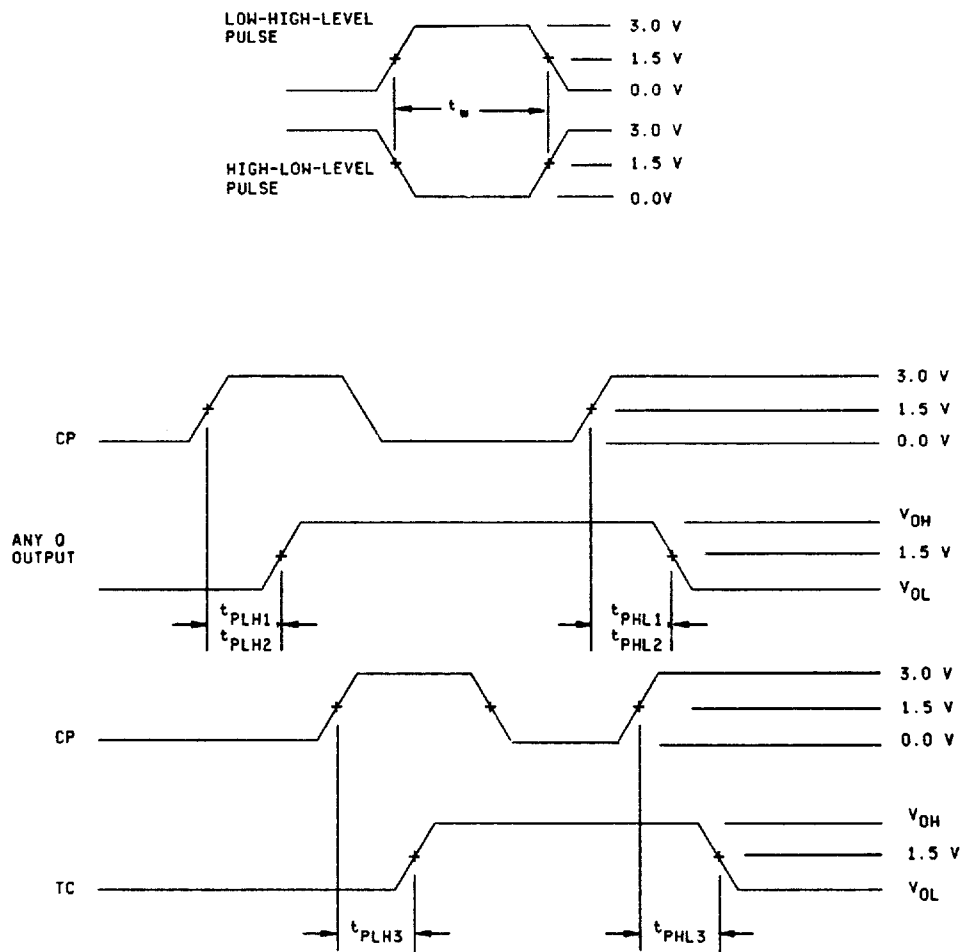 LOW-HIGH-LEVEL
PULSE
3.0 V
1.5 V
0.0 V
t_w
3.0 V
1.5 V
0.0V
HIGH-LOW-LEVEL
PULSE
3.0 V
1.5 V
0.0 V
CP
ANY Q
OUTPUT
V_OH
1.5 V
V_OL
t_PLH1
t_PLH2
t_PHL1
t_PHL2
3.0 V
1.5 V
0.0 V
CP
V_OH
1.5 V
V_OL
TC
t_PLH3
t_PHL3